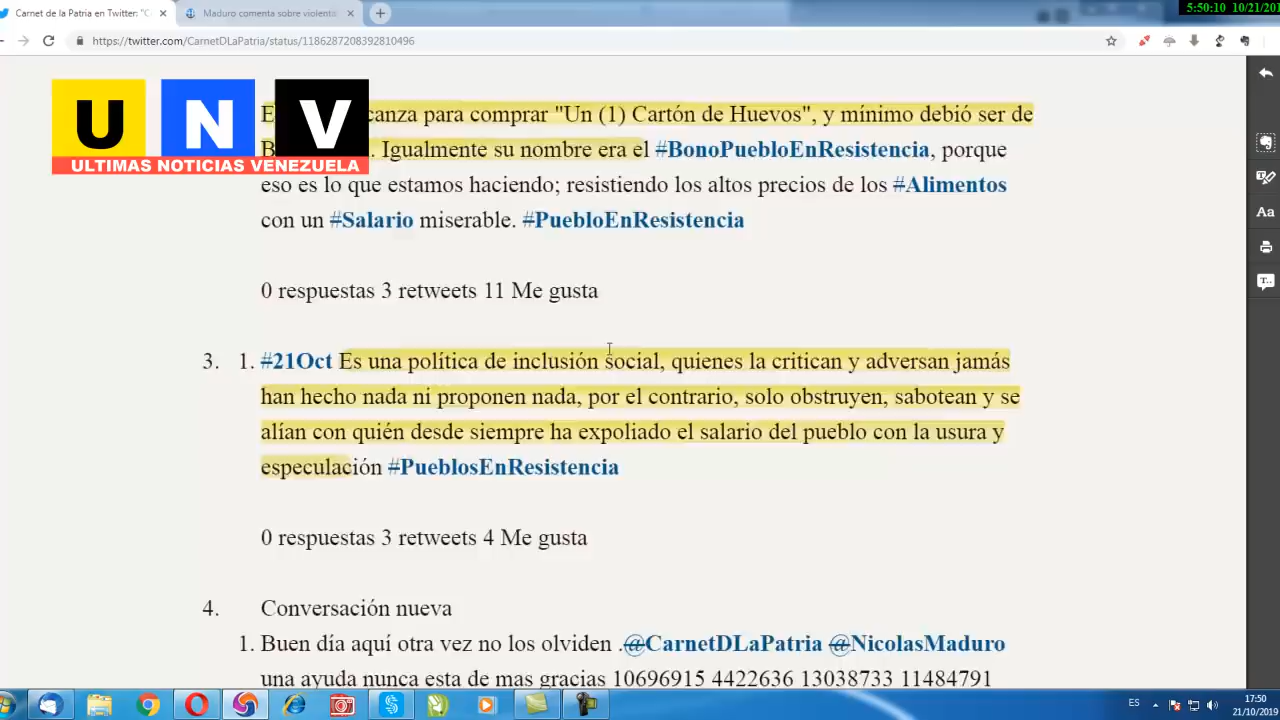 Carnet de la Patria en Twitter: "C
Maduro comenta sobre violenta
5:50:10 10/21/201
https://twitter.com/CarnetDLaPatria/status/1186287208392810496
U N V
ULTIMAS NOTICIAS VENEZUELA
canza para comprar "Un (1) Cartón de Huevos", y mínimo debió ser de
. Igualmente su nombre era el #BonoPuebloEnResistencia, porque
eso es lo que estamos haciendo; resistiendo los altos precios de los #Alimentos
con un #Salario miserable. #PuebloEnResistencia
0 respuestas 3 retweets 11 Me gusta
3. 1. #21Oct Es una política de inclusión social, quienes la critican y adversan jamás
han hecho nada ni proponen nada, por el contrario, solo obstruyen, sabotean y se
alían con quién desde siempre ha expoliado el salario del pueblo con la usura y
especulación #PueblosEnResistencia
0 respuestas 3 retweets 4 Me gusta
4. Conversación nueva
1. Buen día aquí otra vez no los olviden .@CarnetDLaPatria @NicolasMaduro
una ayuda nunca esta de mas gracias 10696915 4422636 13038733 11484791
Aa
T..
ES
17:50
21/10/2019